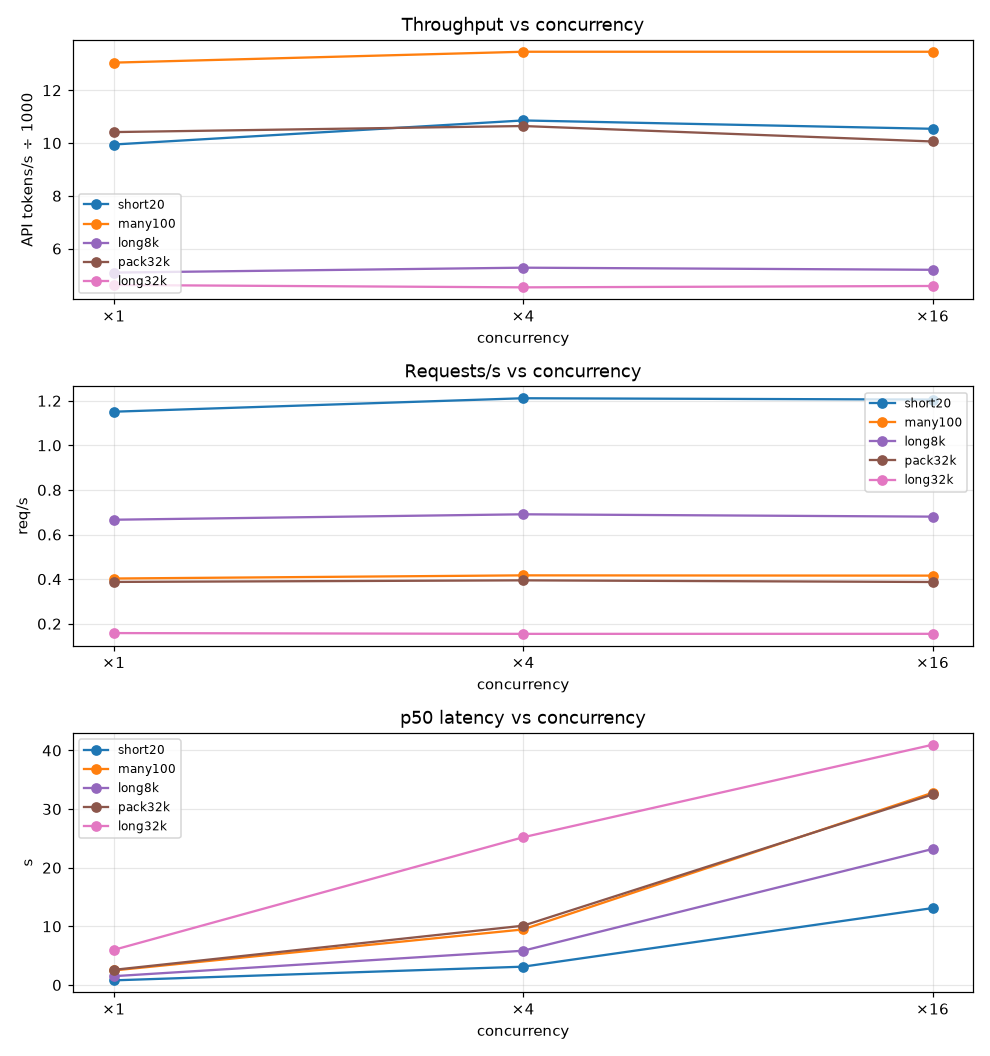 Throughput vs concurrency
API tokens/s ÷ 1000
12
10
8
6
short20
many100
long8k
pack32k
long32k
×1
×4
×16
concurrency
Requests/s vs concurrency
req/s
1.2
1.0
0.8
0.6
0.4
0.2
short20
many100
long8k
pack32k
long32k
×1
×4
×16
concurrency
p50 latency vs concurrency
s
40
30
20
10
0
short20
many100
long8k
pack32k
long32k
×1
×4
×16
concurrency